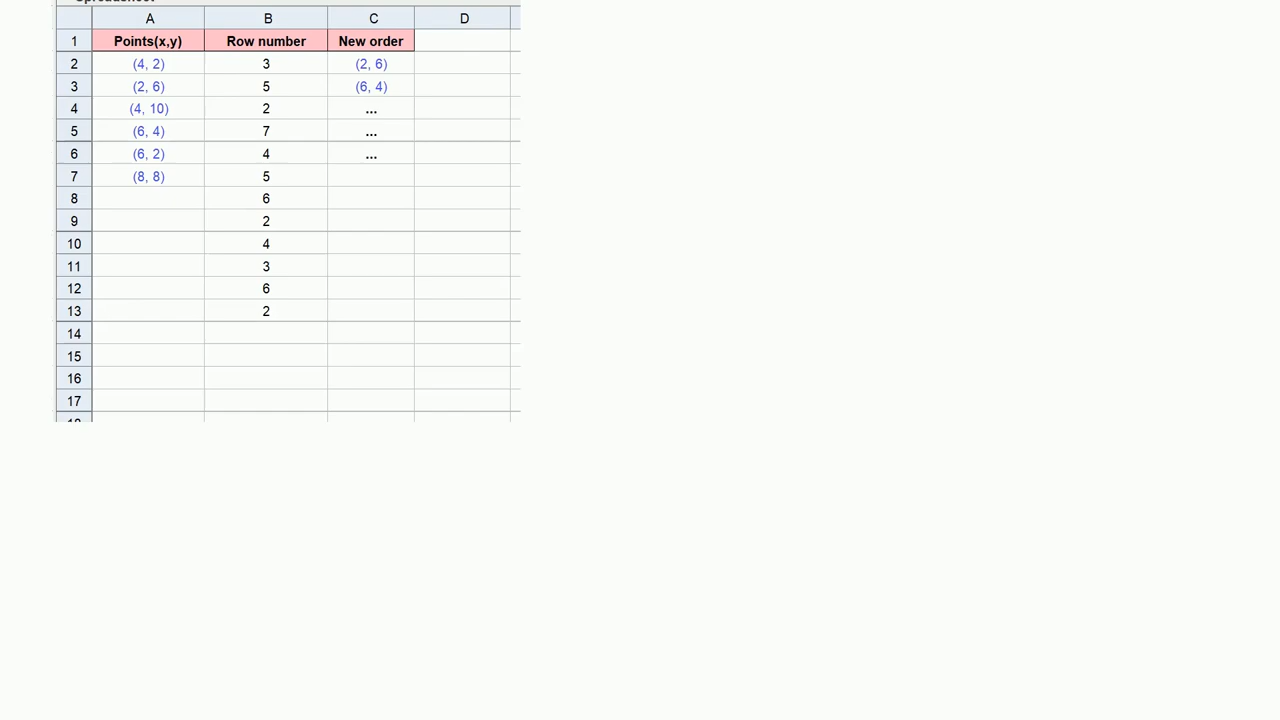 A B C D
1 Points(x,y) Row number New order
2 (4, 2) 3 (2, 6)
3 (2, 6) 5 (6, 4)
4 (4, 10) 2 ...
5 (6, 4) 7 ...
6 (6, 2) 4 ...
7 (8, 8) 5
8 6
9 2
10 4
11 3
12 6
13 2
14
15
16
17